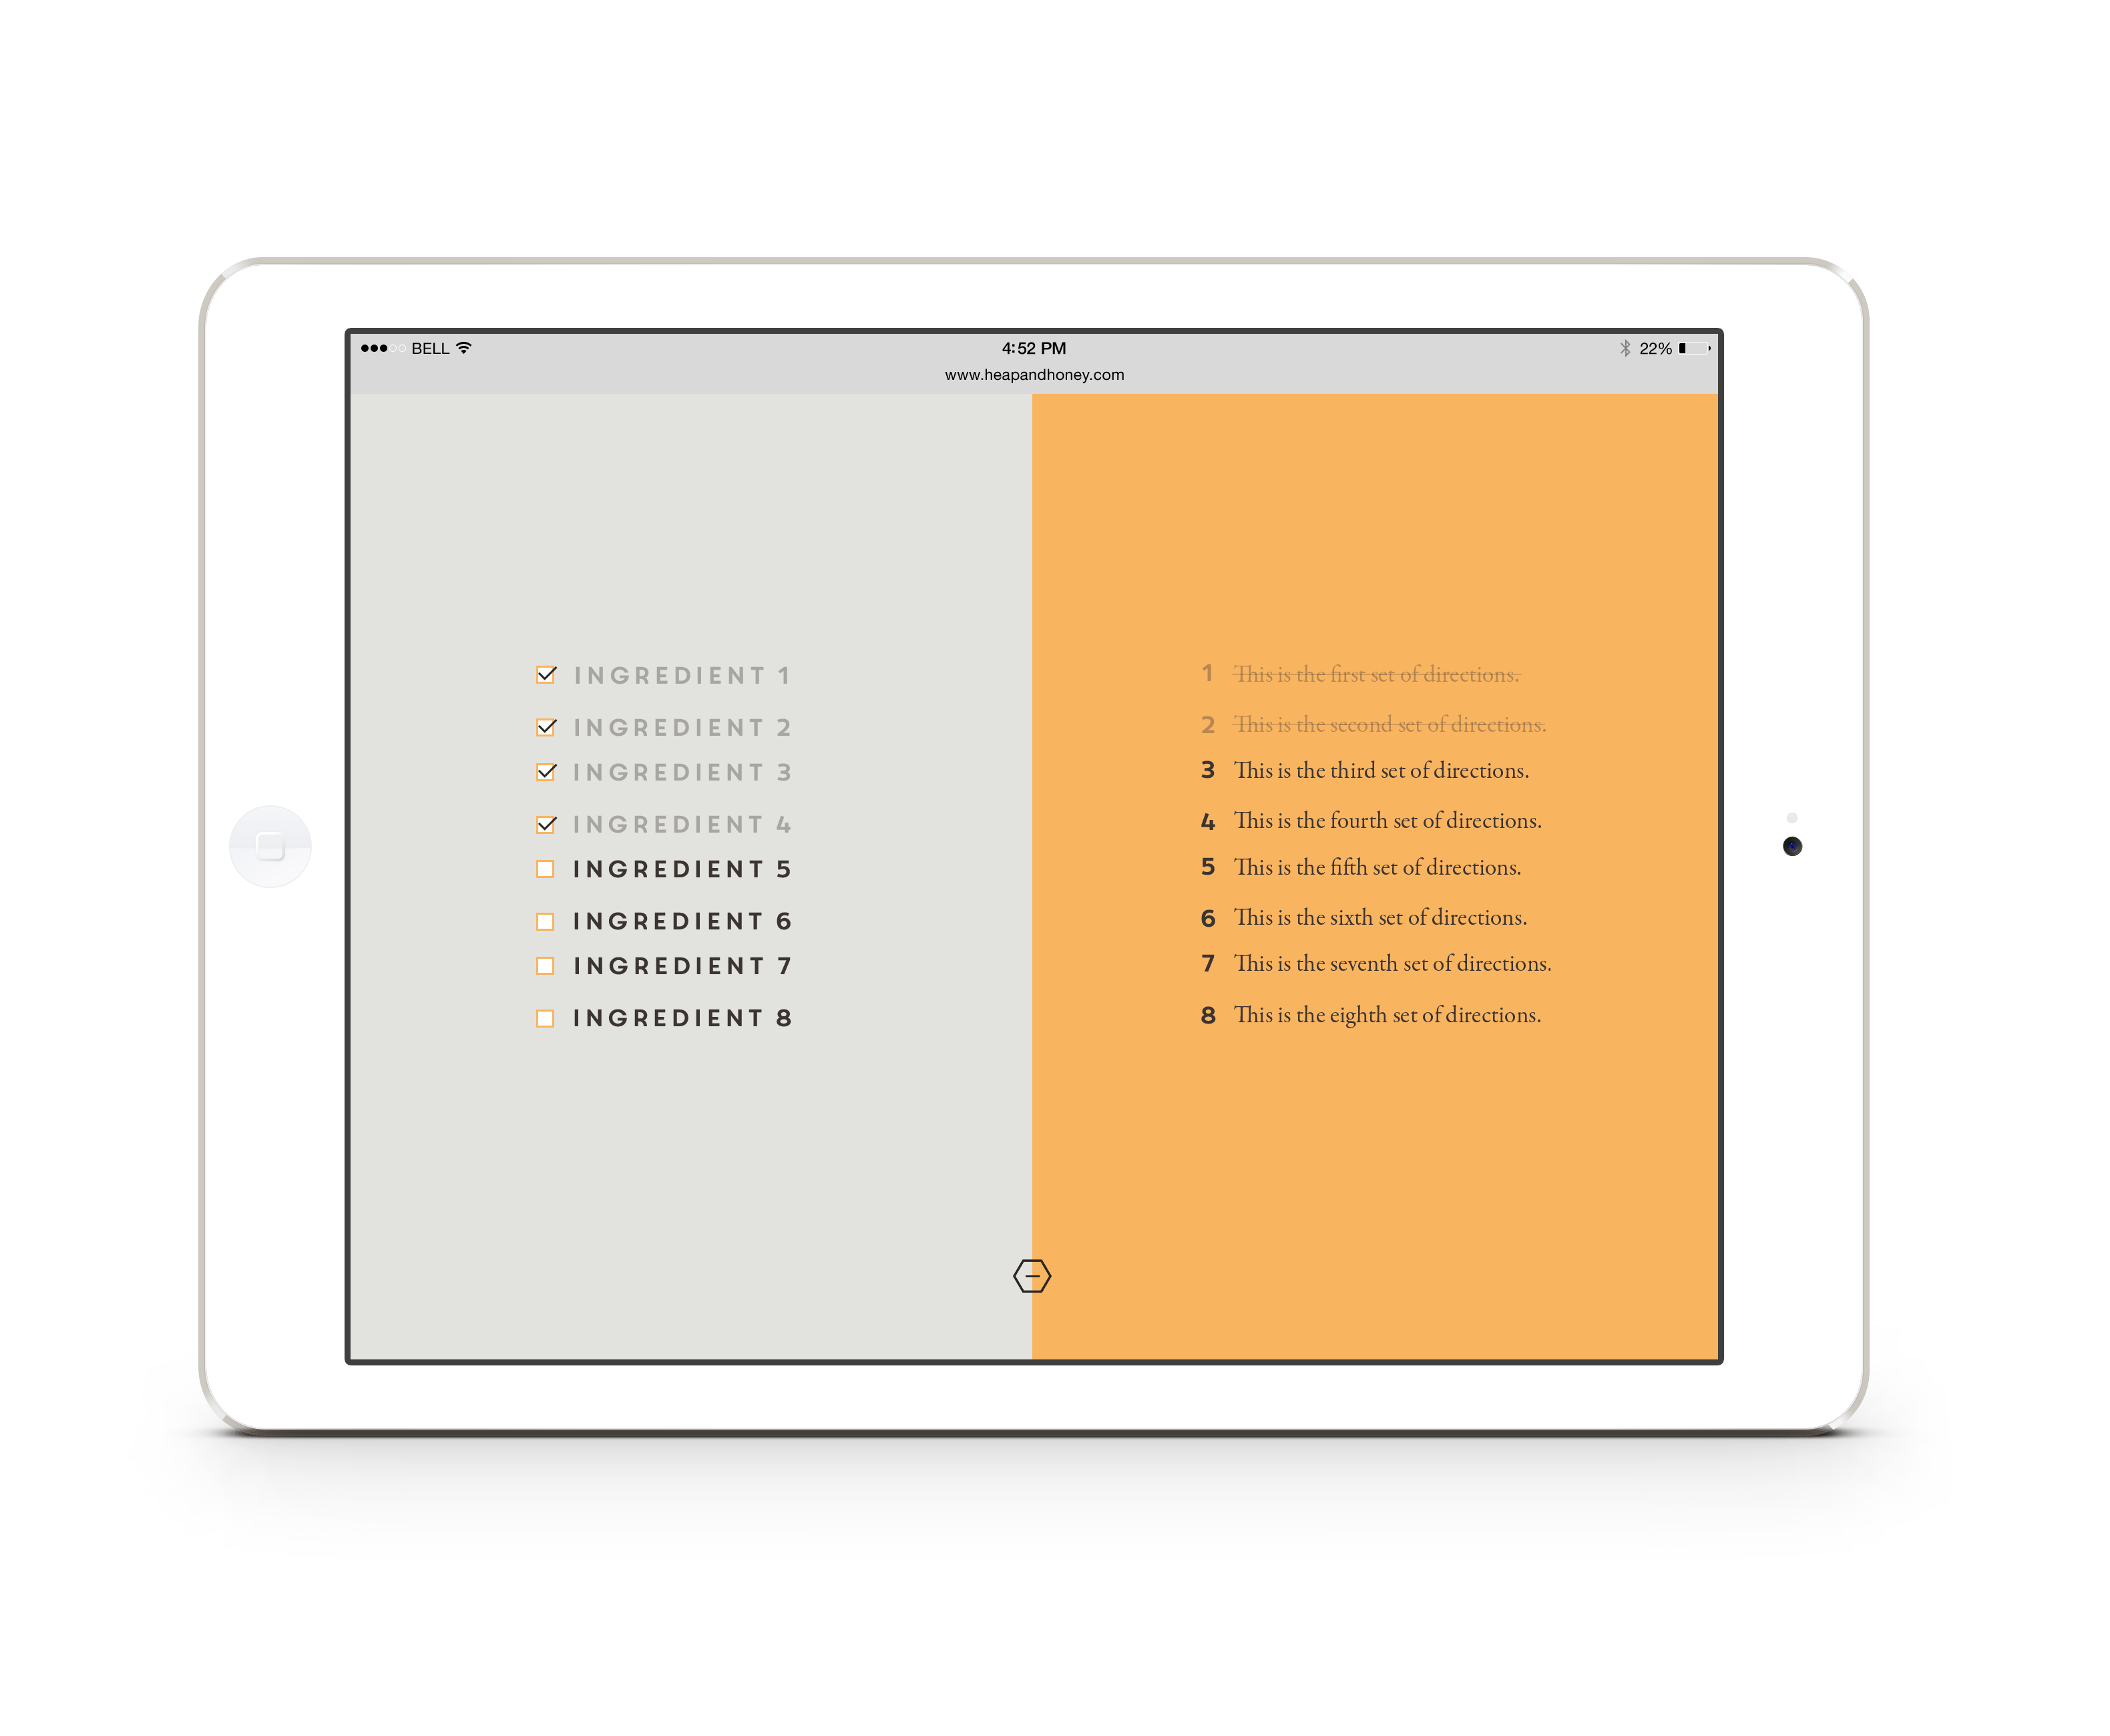 BELL 4:52 PM 22%
www.heapandhoney.com
INGREDIENT 1
INGREDIENT 2
INGREDIENT 3
INGREDIENT 4
INGREDIENT 5
INGREDIENT 6
INGREDIENT 7
INGREDIENT 8
1 This is the first set of directions.
2 This is the second set of directions.
3 This is the third set of directions.
4 This is the fourth set of directions.
5 This is the fifth set of directions.
6 This is the sixth set of directions.
7 This is the seventh set of directions.
8 This is the eighth set of directions.